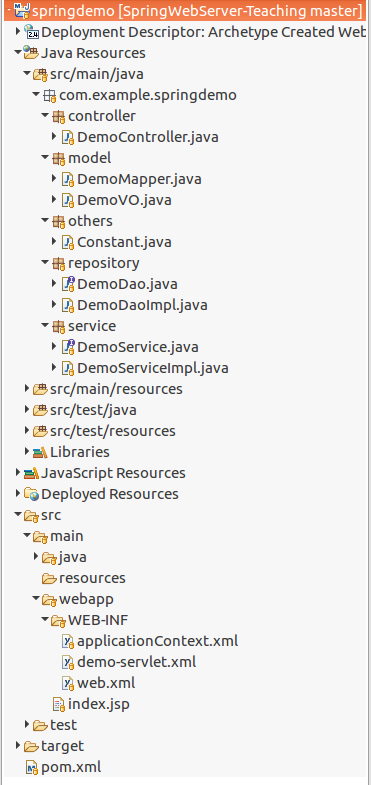 springdemo [SpringWebServer-Teaching master]
Deployment Descriptor: Archetype Created Web
Java Resources
src/main/java
com.example.springdemo
controller
DemoController.java
model
DemoMapper.java
DemoVO.java
others
Constant.java
repository
DemoDao.java
DemoDaoImpl.java
service
DemoService.java
DemoServiceImpl.java
src/main/resources
src/test/java
src/test/resources
Libraries
JavaScript Resources
Deployed Resources
src
main
java
resources
webapp
WEB-INF
applicationContext.xml
demo-servlet.xml
web.xml
index.jsp
test
target
pom.xml